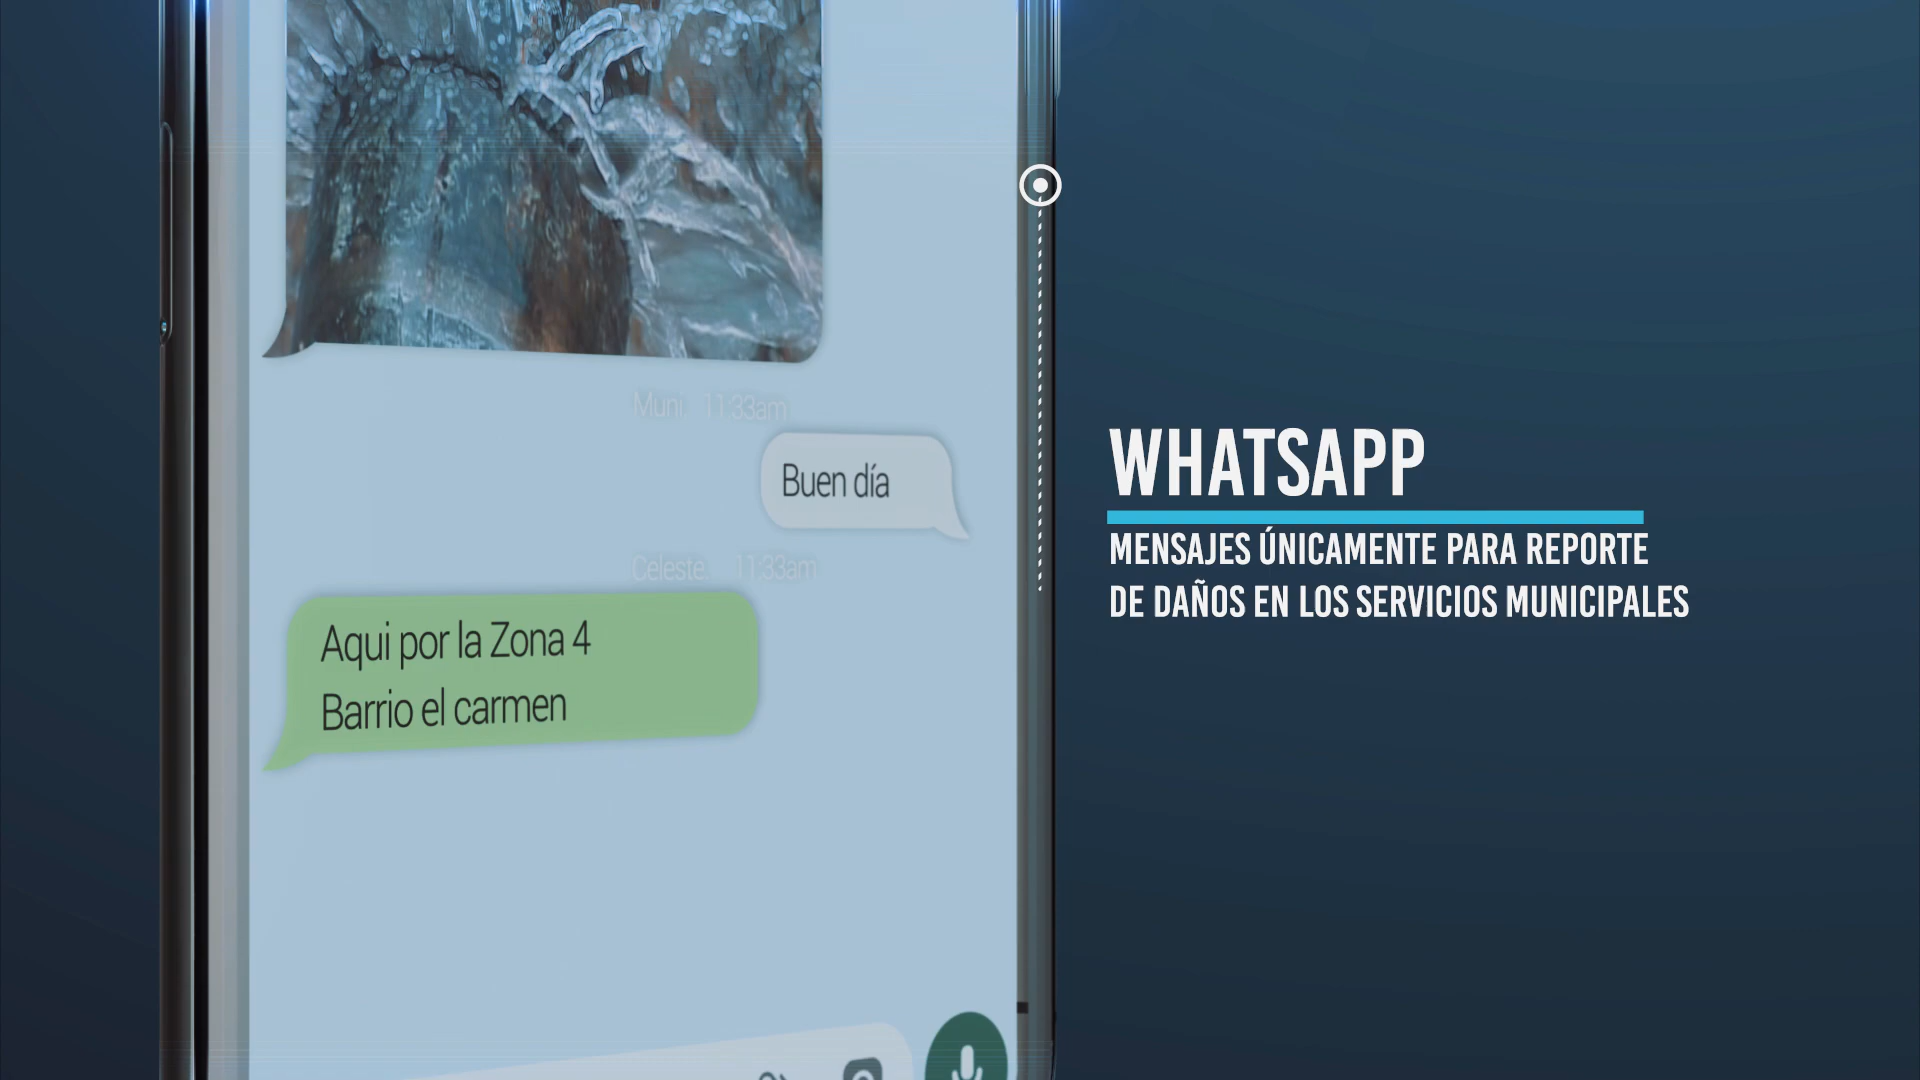 Muni. 11:33am
Buen día
Celeste. 11:33am
Aqui por la Zona 4
Barrio el carmen
WHATSAPP
MENSAJES ÚNICAMENTE PARA REPORTE
DE DAÑOS EN LOS SERVICIOS MUNICIPALES